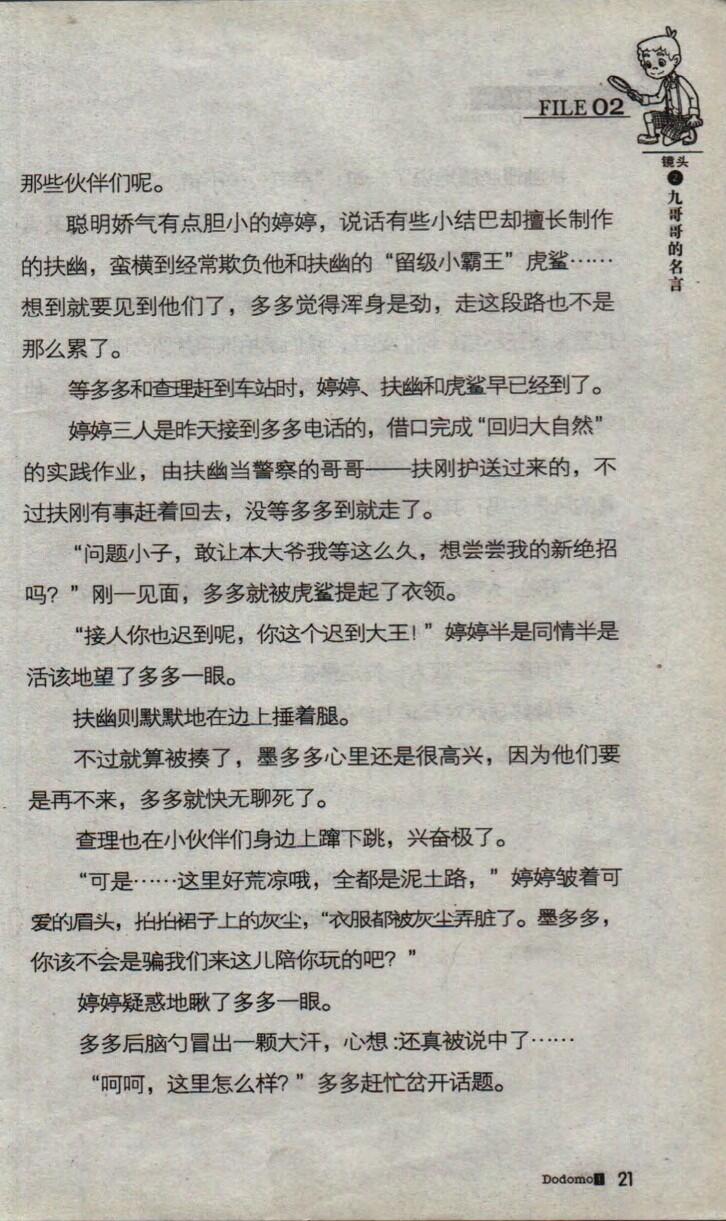 FILE 02
镜头
❷
九哥哥的名言
那些伙伴们呢。
聪明娇气有点胆小的婷婷，说话有些小结巴却擅长制作
的扶幽，蛮横到经常欺负他和扶幽的“留级小霸王”虎鲨……
想到就要见到他们了，多多觉得浑身是劲，走这段路也不是
那么累了。
等多多和查理赶到车站时，婷婷、扶幽和虎鲨早已经到了。
婷婷三人是昨天接到多多电话的，借口完成“回归大自然”
的实践作业，由扶幽当警察的哥哥——扶刚护送过来的，不
过扶刚有事赶着回去，没等多多到就走了。
“问题小子，敢让本大爷我等这么久，想尝尝我的新绝招
吗？”刚一见面，多多就被虎鲨提起了衣领。
“接人你也迟到呢，你这个迟到大王！”婷婷半是同情半是
活该地望了多多一眼。
扶幽则默默地在边上捶着腿。
不过就算被揍了，墨多多心里还是很高兴，因为他们要
是再不来，多多就快无聊死了。
查理也在小伙伴们身边上蹿下跳，兴奋极了。
“可是……这里好荒凉哦，全都是泥土路，”婷婷皱着可
爱的眉头，拍拍裙子上的灰尘，“衣服都被灰尘弄脏了。墨多多，
你该不会是骗我们来这儿陪你玩的吧？”
婷婷疑惑地瞅了多多一眼。
多多后脑勺冒出一颗大汗，心想:还真被说中了……
“呵呵，这里怎么样？”多多赶忙岔开话题。
Dodomo1 21